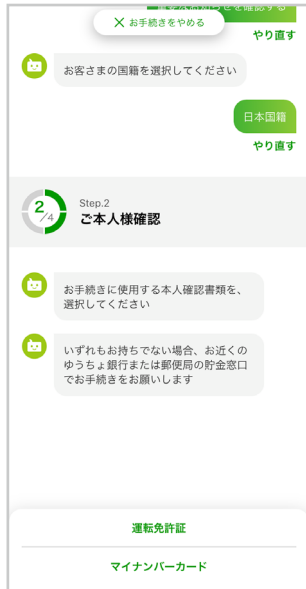 ✕ お手続きをやめる
やり直す
お客さまの国籍を選択してください
日本国籍
やり直す
2/4
Step.2
ご本人様確認
お手続きに使用する本人確認書類を、
選択してください
いずれもお持ちでない場合、お近くの
ゆうちょ銀行または郵便局の貯金窓口
でお手続きをお願いします
運転免許証
マイナンバーカード